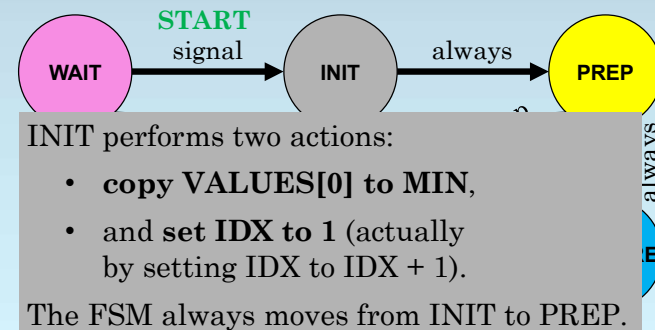 START
signal
always
WAIT
INIT
PREP
always
INIT performs two actions:
• copy VALUES[0] to MIN,
• and set IDX to 1 (actually
by setting IDX to IDX + 1).
The FSM always moves from INIT to PREP.